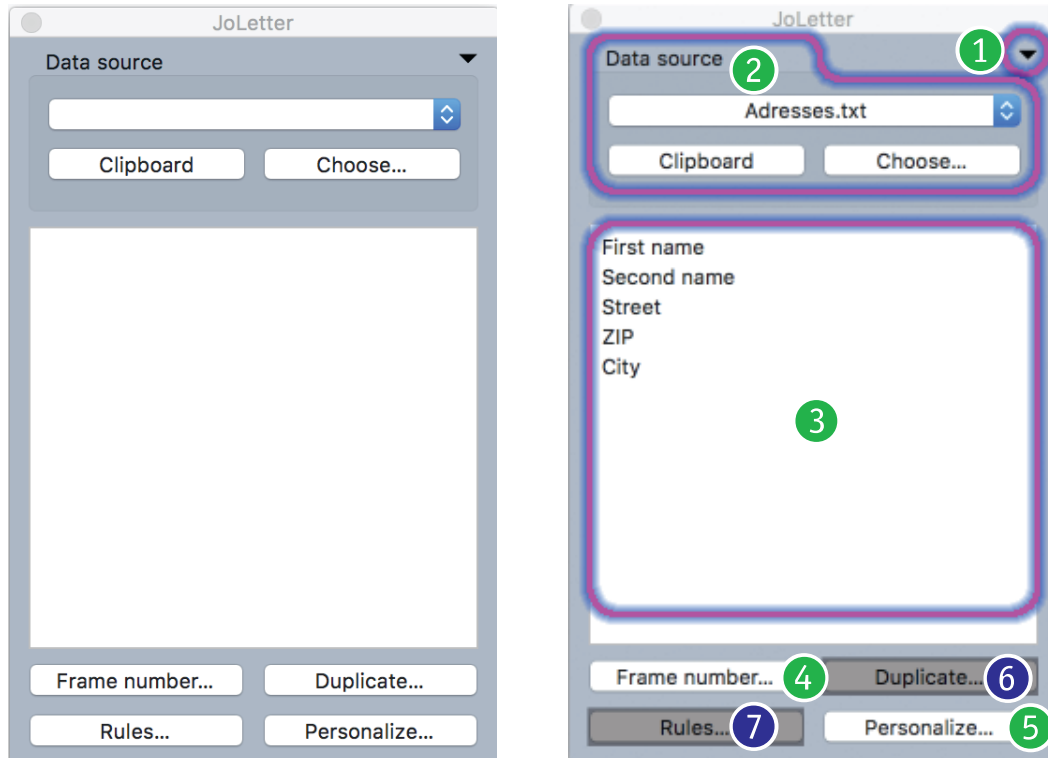 JoLetter
Data source
Clipboard Choose...
Frame number... Duplicate...
Rules... Personalize...
JoLetter
1
Data source 2
Adresses.txt
Clipboard Choose...
First name
Second name
Street
ZIP
City
3
Frame number... 4 Duplicate... 6
Rules... 7 Personalize... 5